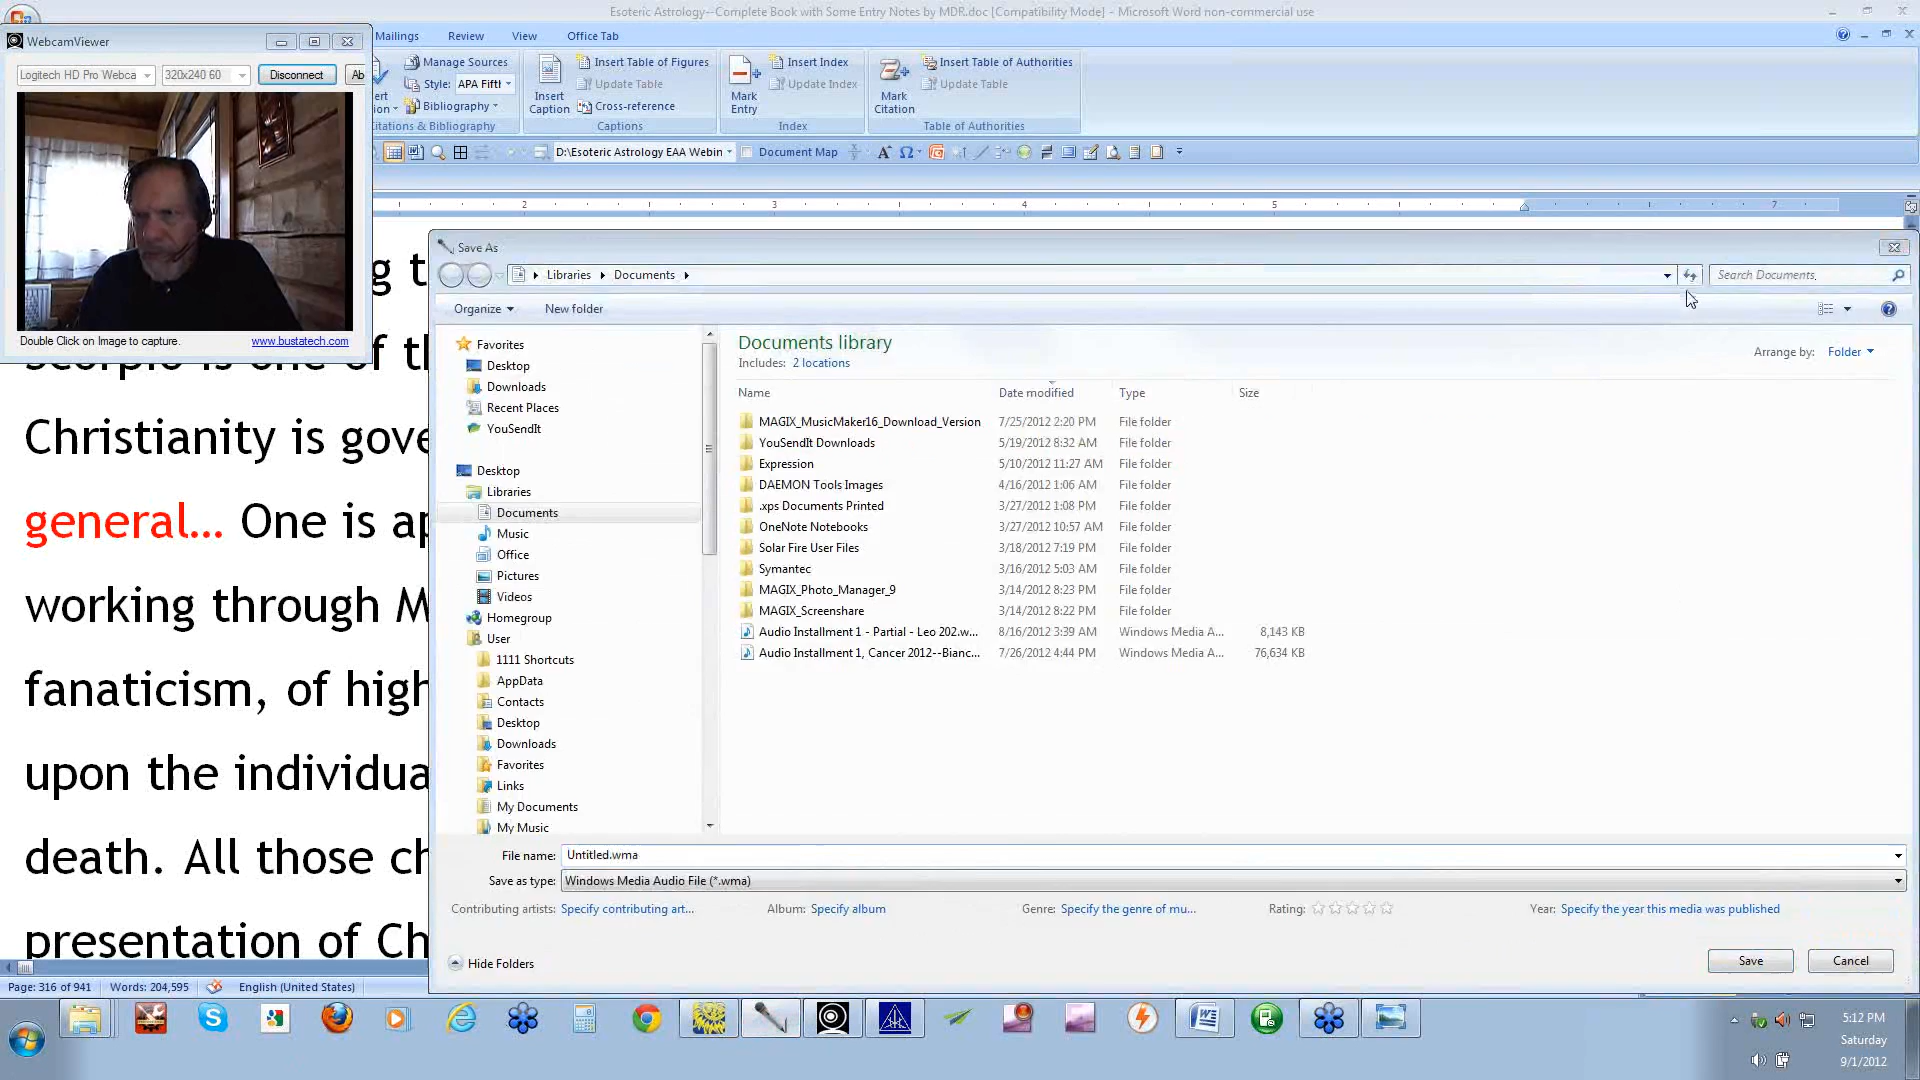 Esoteric Astrology--Complete Book with Some Entry Notes by MDR.doc [Compatibility Mode] - Microsoft Word non-commercial use
WebcamViewer
Mailings Review View Office Tab
Logitech HD Pro Webca 320x240 60 Disconnect Ab
Manage Sources
Style: APA Fift
Bibliography
Citations & Bibliography
Insert Caption
Insert Table of Figures
Update Table
Cross-reference
Captions
Mark Entry
Insert Index
Update Index
Index
Mark Citation
Insert Table of Authorities
Update Table
Table of Authorities
D:\Esoteric Astrology EAA Webin Document Map
2 3 4 5 7
Double Click on Image to capture. www.bustatech.com
g t
Scorpio is one of th
Christianity is gove
general... One is ap
working through M
fanaticism, of high
upon the individua
death. All those ch
presentation of Ch
Save As
Libraries Documents
Search Documents
Organize New folder
Favorites
Desktop
Downloads
Recent Places
YouSendIt
Desktop
Libraries
Documents
Music
Office
Pictures
Videos
Homegroup
User
1111 Shortcuts
AppData
Contacts
Desktop
Downloads
Favorites
Links
My Documents
My Music
Documents library
Includes: 2 locations
Arrange by: Folder
Name Date modified Type Size
MAGIX_MusicMaker16_Download_Version 7/25/2012 2:20 PM File folder
YouSendIt Downloads 5/19/2012 8:32 AM File folder
Expression 5/10/2012 11:27 AM File folder
DAEMON Tools Images 4/16/2012 1:06 AM File folder
.xps Documents Printed 3/27/2012 1:08 PM File folder
OneNote Notebooks 3/27/2012 10:57 AM File folder
Solar Fire User Files 3/18/2012 7:19 PM File folder
Symantec 3/16/2012 5:03 AM File folder
MAGIX_Photo_Manager_9 3/14/2012 8:23 PM File folder
MAGIX_Screenshare 3/14/2012 8:22 PM File folder
Audio Installment 1 - Partial - Leo 202.w... 8/16/2012 3:39 AM Windows Media A... 8,143 KB
Audio Installment 1, Cancer 2012--Bianc... 7/26/2012 4:44 PM Windows Media A... 76,634 KB
File name: Untitled.wma
Save as type: Windows Media Audio File (*.wma)
Contributing artists: Specify contributing art... Album: Specify album Genre: Specify the genre of mu... Rating: Year: Specify the year this media was published
Hide Folders
Save Cancel
Page: 316 of 941 Words: 204,595 English (United States)
5:12 PM
Saturday
9/1/2012